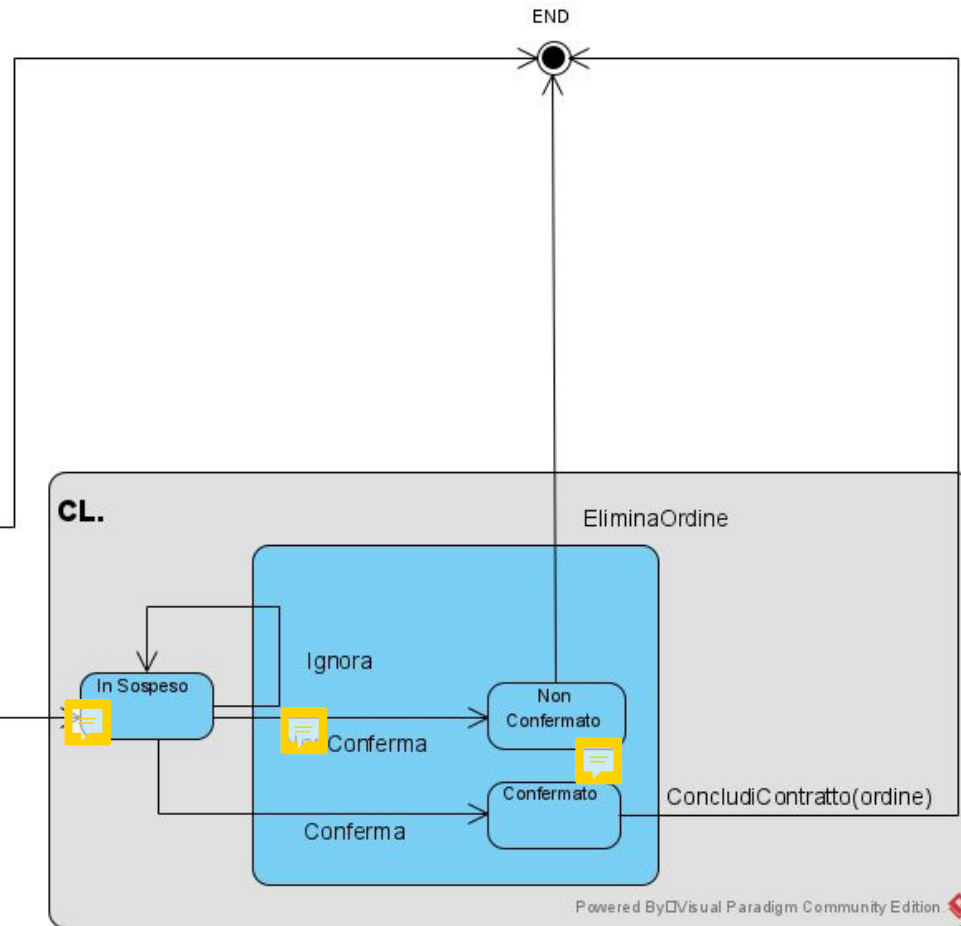 END
CL.
EliminaOrdine
Ignora
In Sospeso
Non
Confermato
Conferma
Confermato
ConcludiContratto(ordine)
Conferma
Powered By Visual Paradigm Community Edition